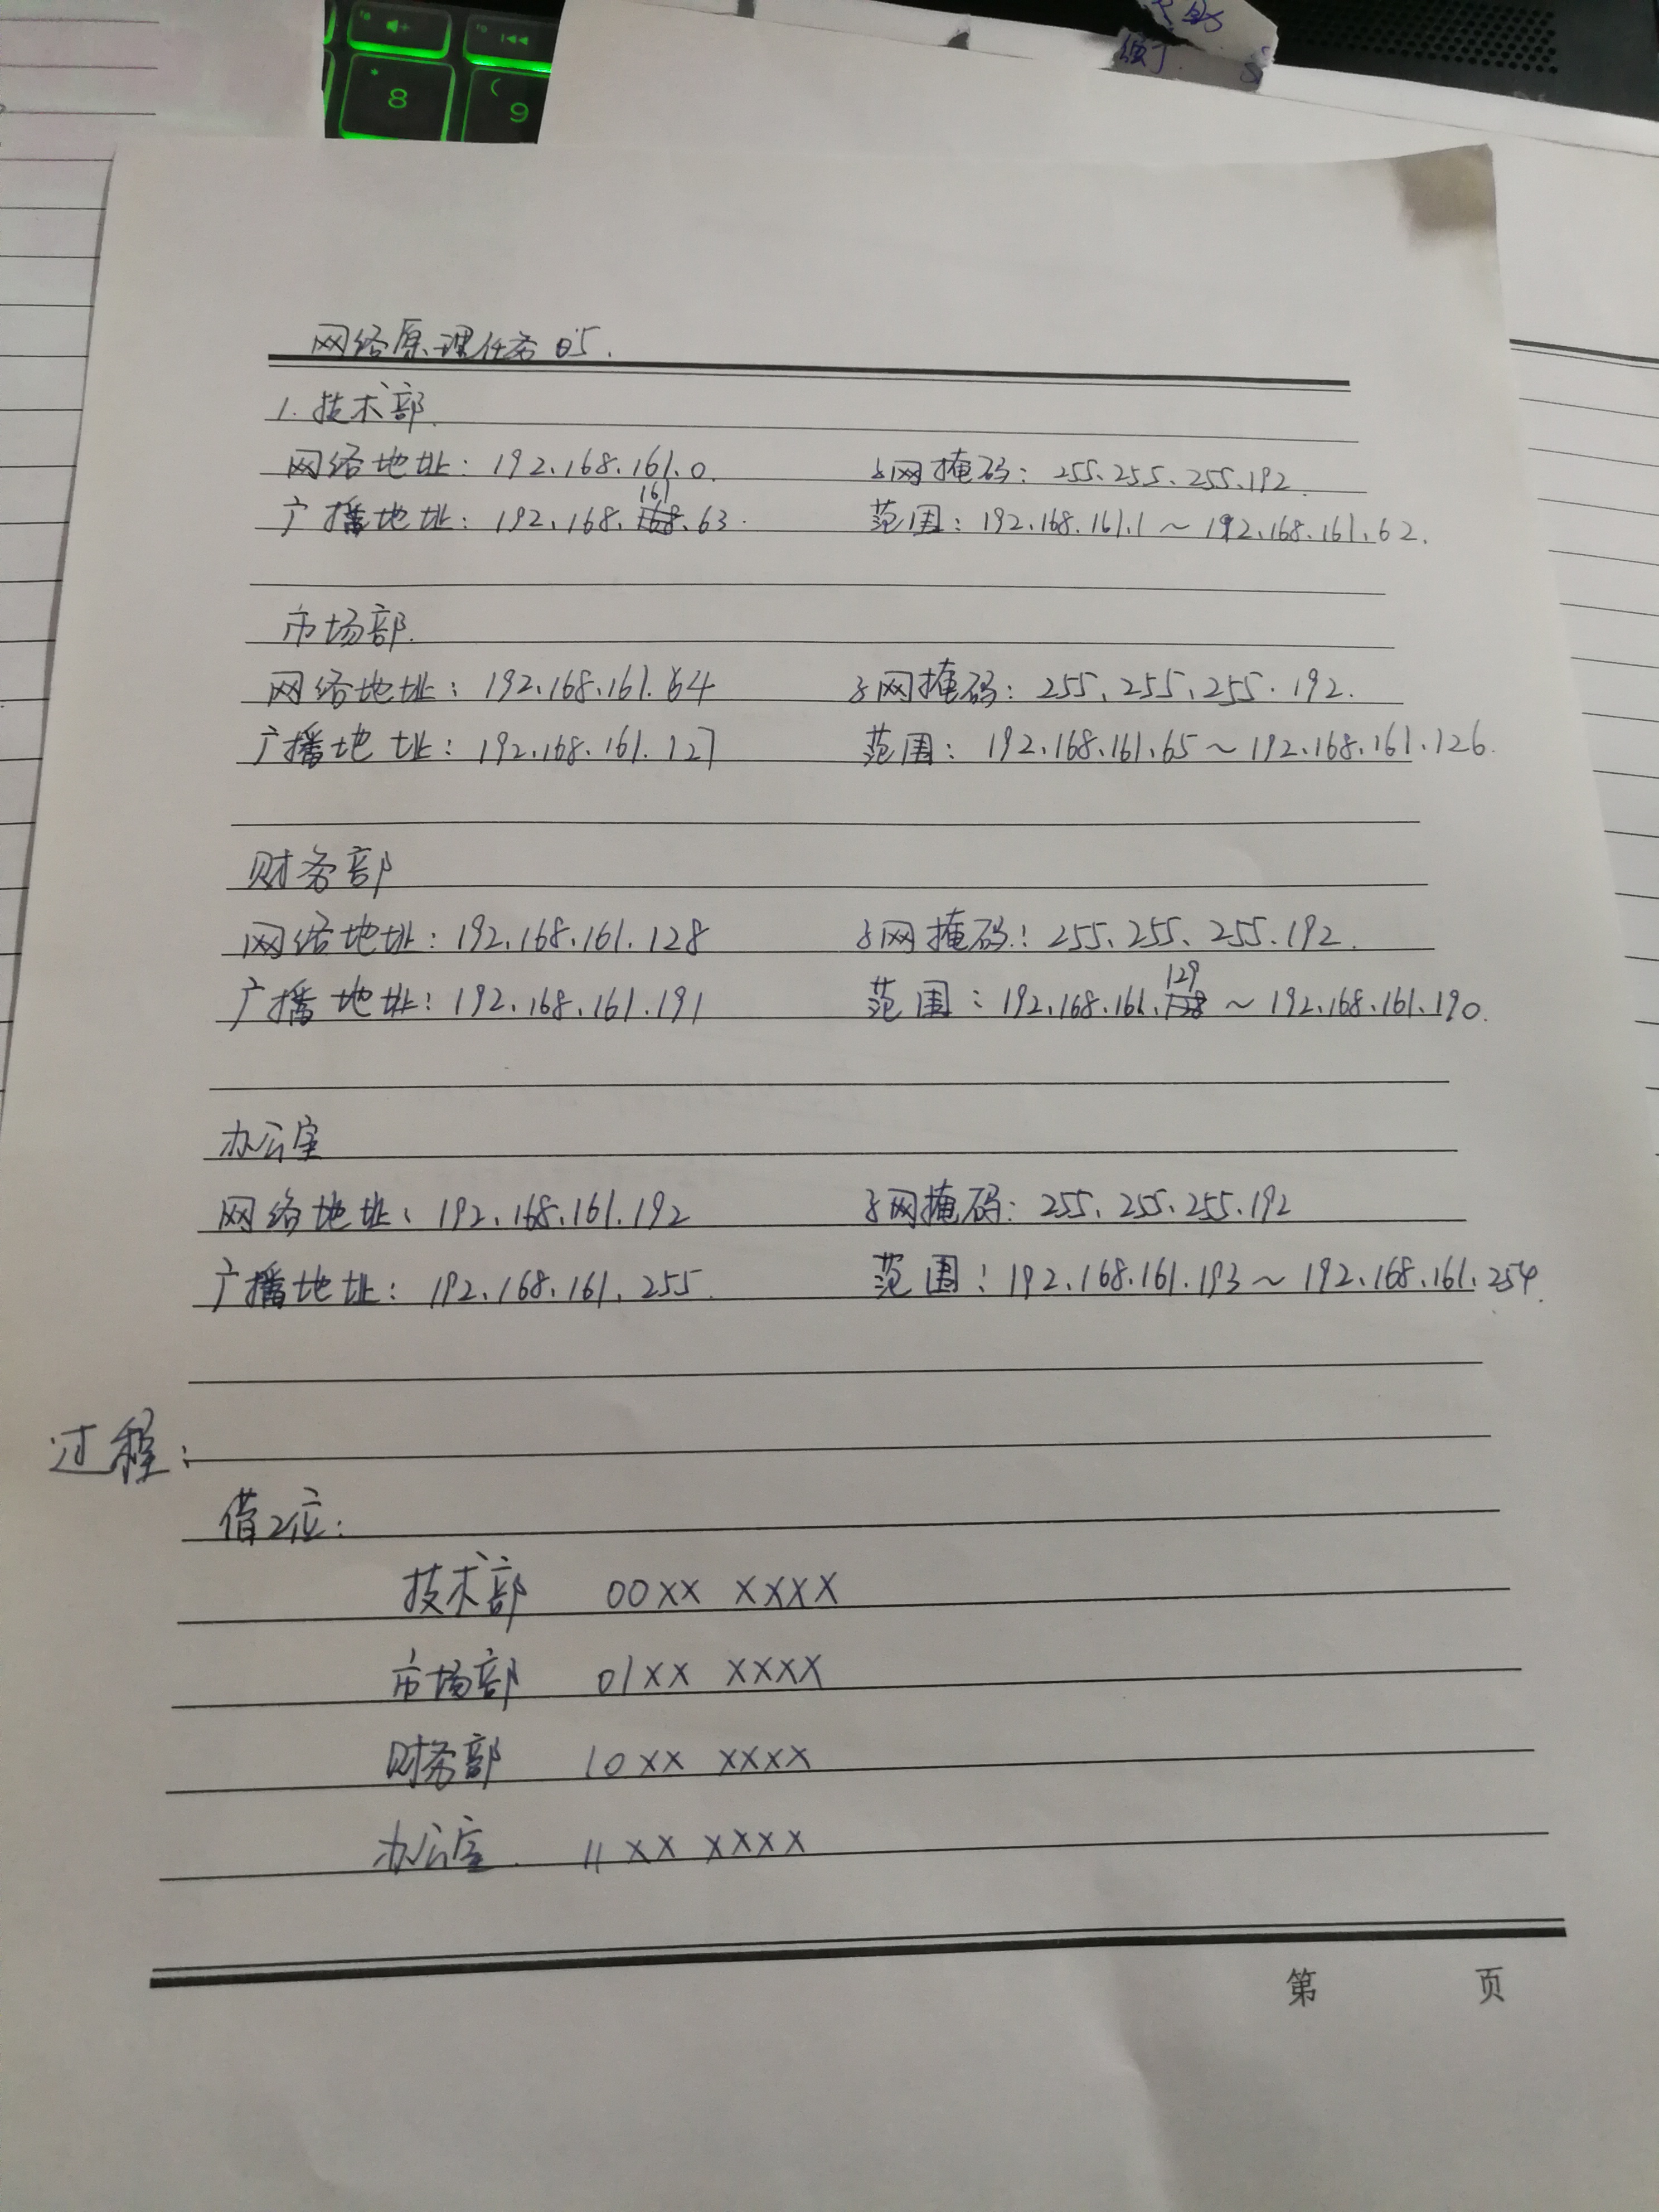 8
( 9
网络原理任务05.
1. 技术部.
网络地址: 192.168.161.0. 子网掩码: 255.255.255.192.
161
广播地址: 192.168.168.63. 范围: 192.168.161.1 ~ 192.168.161.62.
市场部.
网络地址: 192.168.161.64 子网掩码: 255.255.255.192.
广播地址: 192.168.161.127 范围: 192.168.161.65 ~ 192.168.161.126.
财务部
网络地址: 192.168.161.128 子网掩码: 255.255.255.192.
129
广播地址: 192.168.161.191 范围: 192.168.161.128 ~ 192.168.161.190.
办公室
网络地址: 192.168.161.192 子网掩码: 255.255.255.192
广播地址: 192.168.161.255. 范围: 192.168.161.193 ~ 192.168.161.254.
过程:
借2位:
技术部 00XX XXXX
市场部 01XX XXXX
财务部 10XX XXXX
办公室. 11XX XXXX
第 页